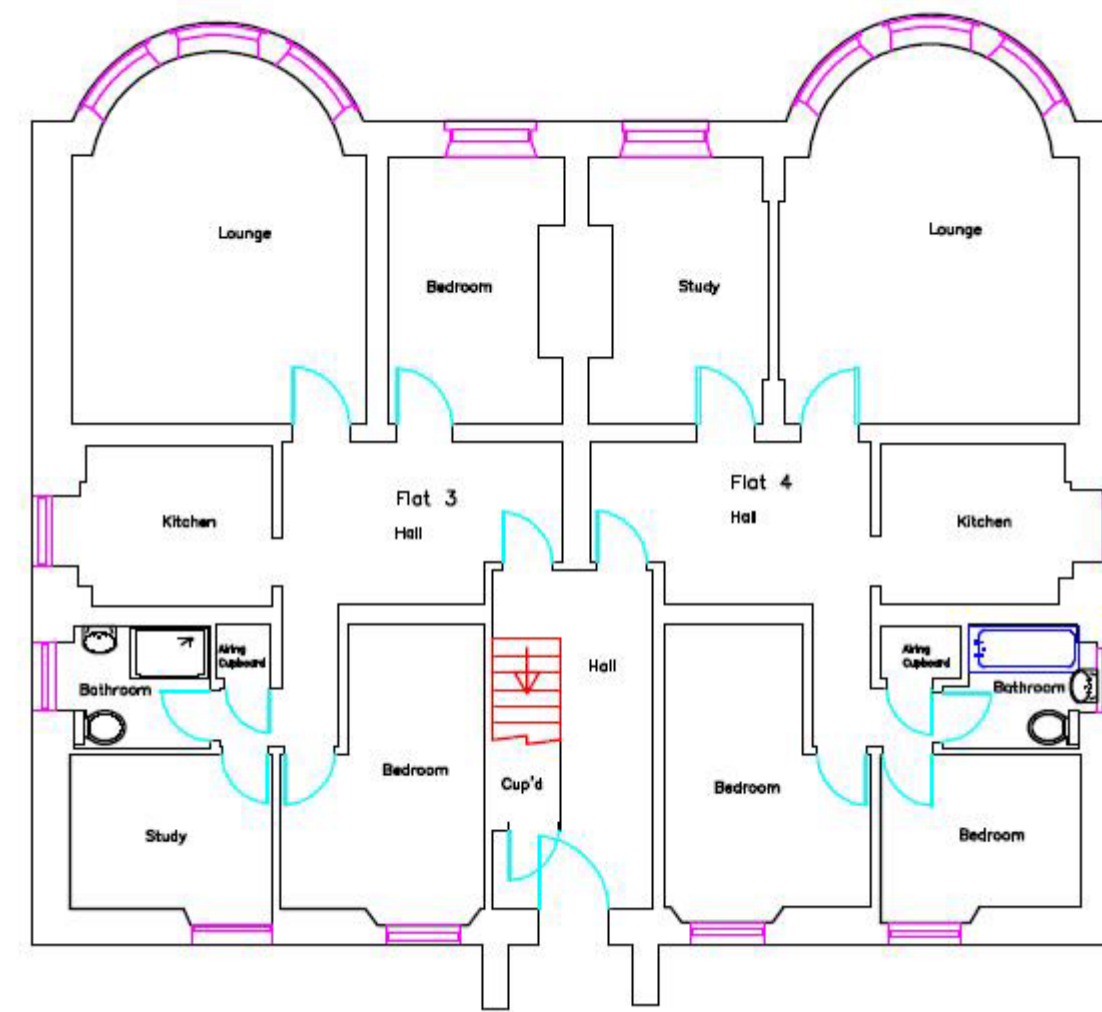 Lounge
Lounge
Bedroom
Study
Flat 3
Hall
Flat 4
Hall
Kitchen
Kitchen
Airing
Cupboard
Bathroom
Hall
Airing
Cupboard
Bathroom
Bedroom
Cup'd
Bedroom
Study
Bedroom